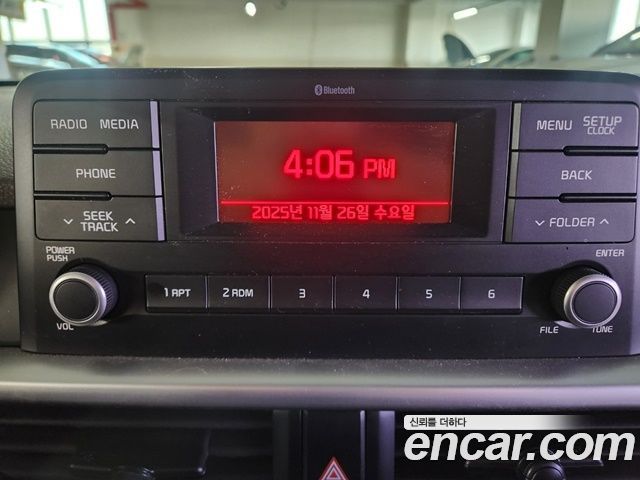 Bluetooth
RADIO MEDIA
PHONE
SEEK
TRACK
POWER
PUSH
VOL
4:06 PM
2025년 11월 26일 수요일
MENU SETUP
CLOCK
BACK
FOLDER
ENTER
FILE TUNE
1 RPT 2 RDM 3 4 5 6
신뢰를 더하다
encar.com